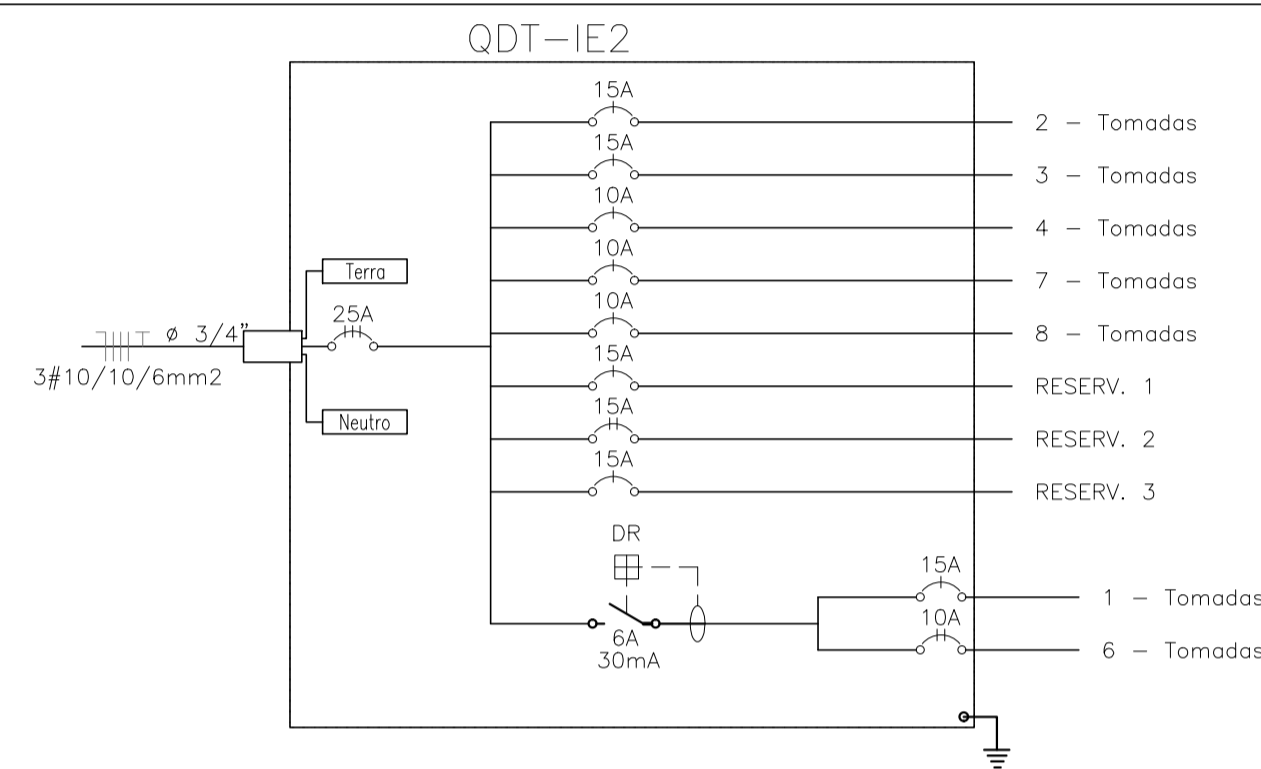 QDT-IE2
15A
2 - Tomadas
15A
3 - Tomadas
10A
4 - Tomadas
10A
7 - Tomadas
10A
8 - Tomadas
15A
RESERV. 1
15A
RESERV. 2
15A
RESERV. 3
Terra
25A
ø 3/4"
3#10/10/6mm2
Neutro
DR
6A
30mA
15A
1 - Tomadas
10A
6 - Tomadas